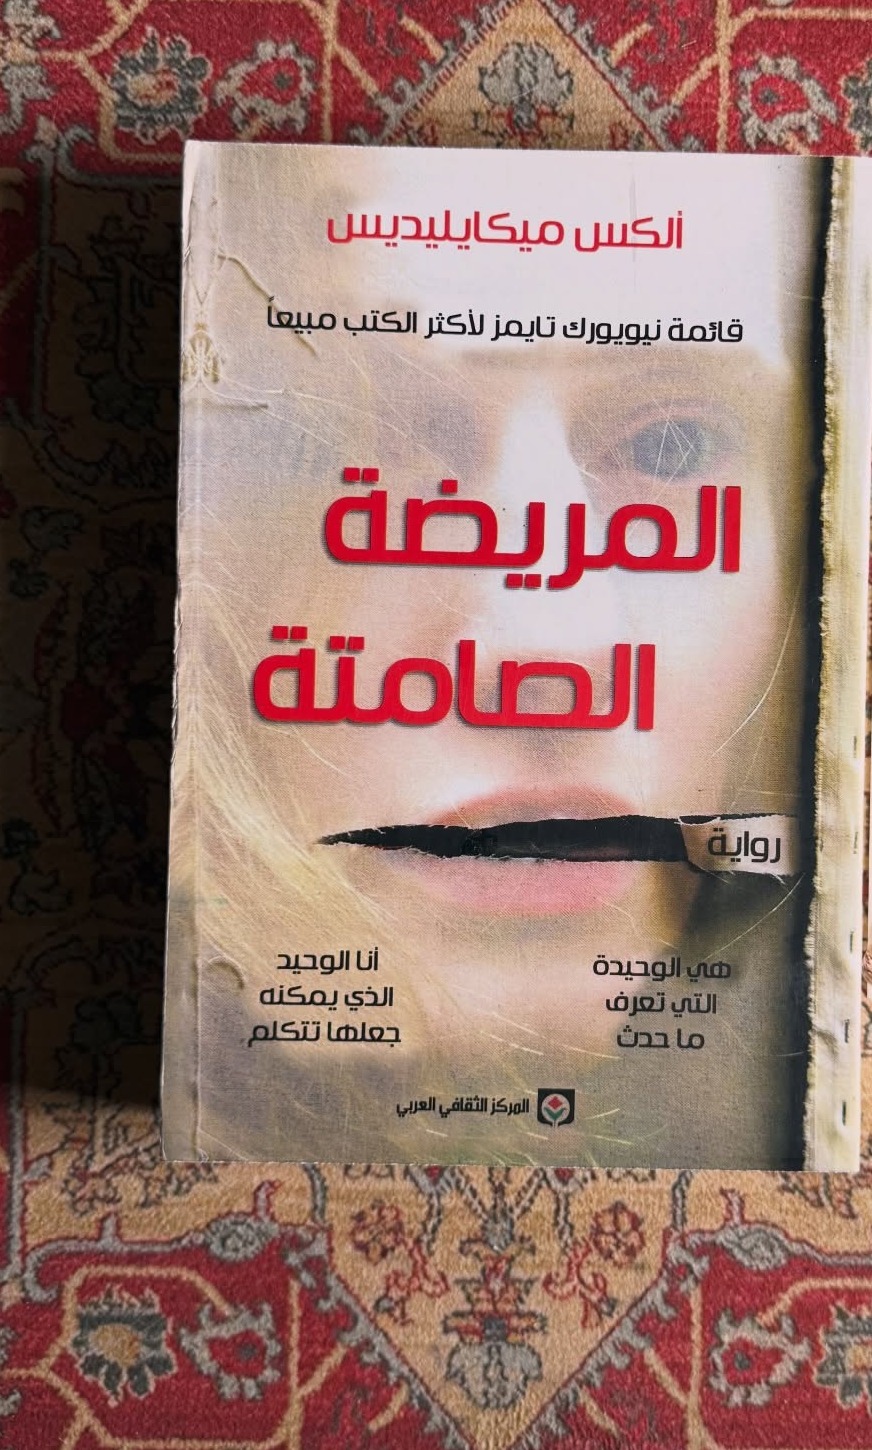 ألكس ميكايليديس
قائمة نيويورك تايمز لأكثر الكتب مبيعاً
المريضة
الصامتة
رواية
هي الوحيدة
التي تعرف
ما حدث
أنا الوحيد
الذي يمكنه
جعلها تتكلم
المركز الثقافي العربي